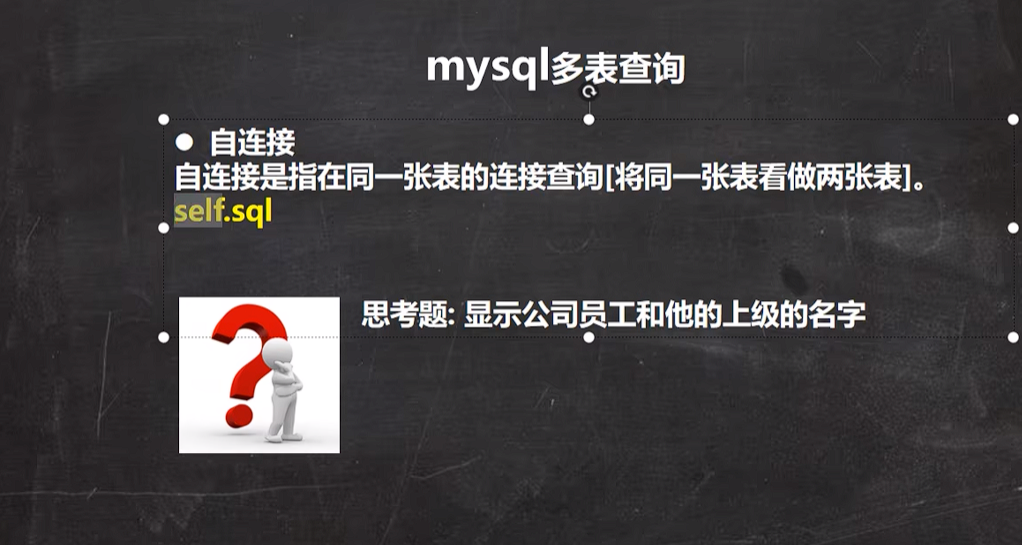 mysql多表查询
● 自连接
自连接是指在同一张表的连接查询[将同一张表看做两张表]。
self.sql
思考题: 显示公司员工和他的上级的名字